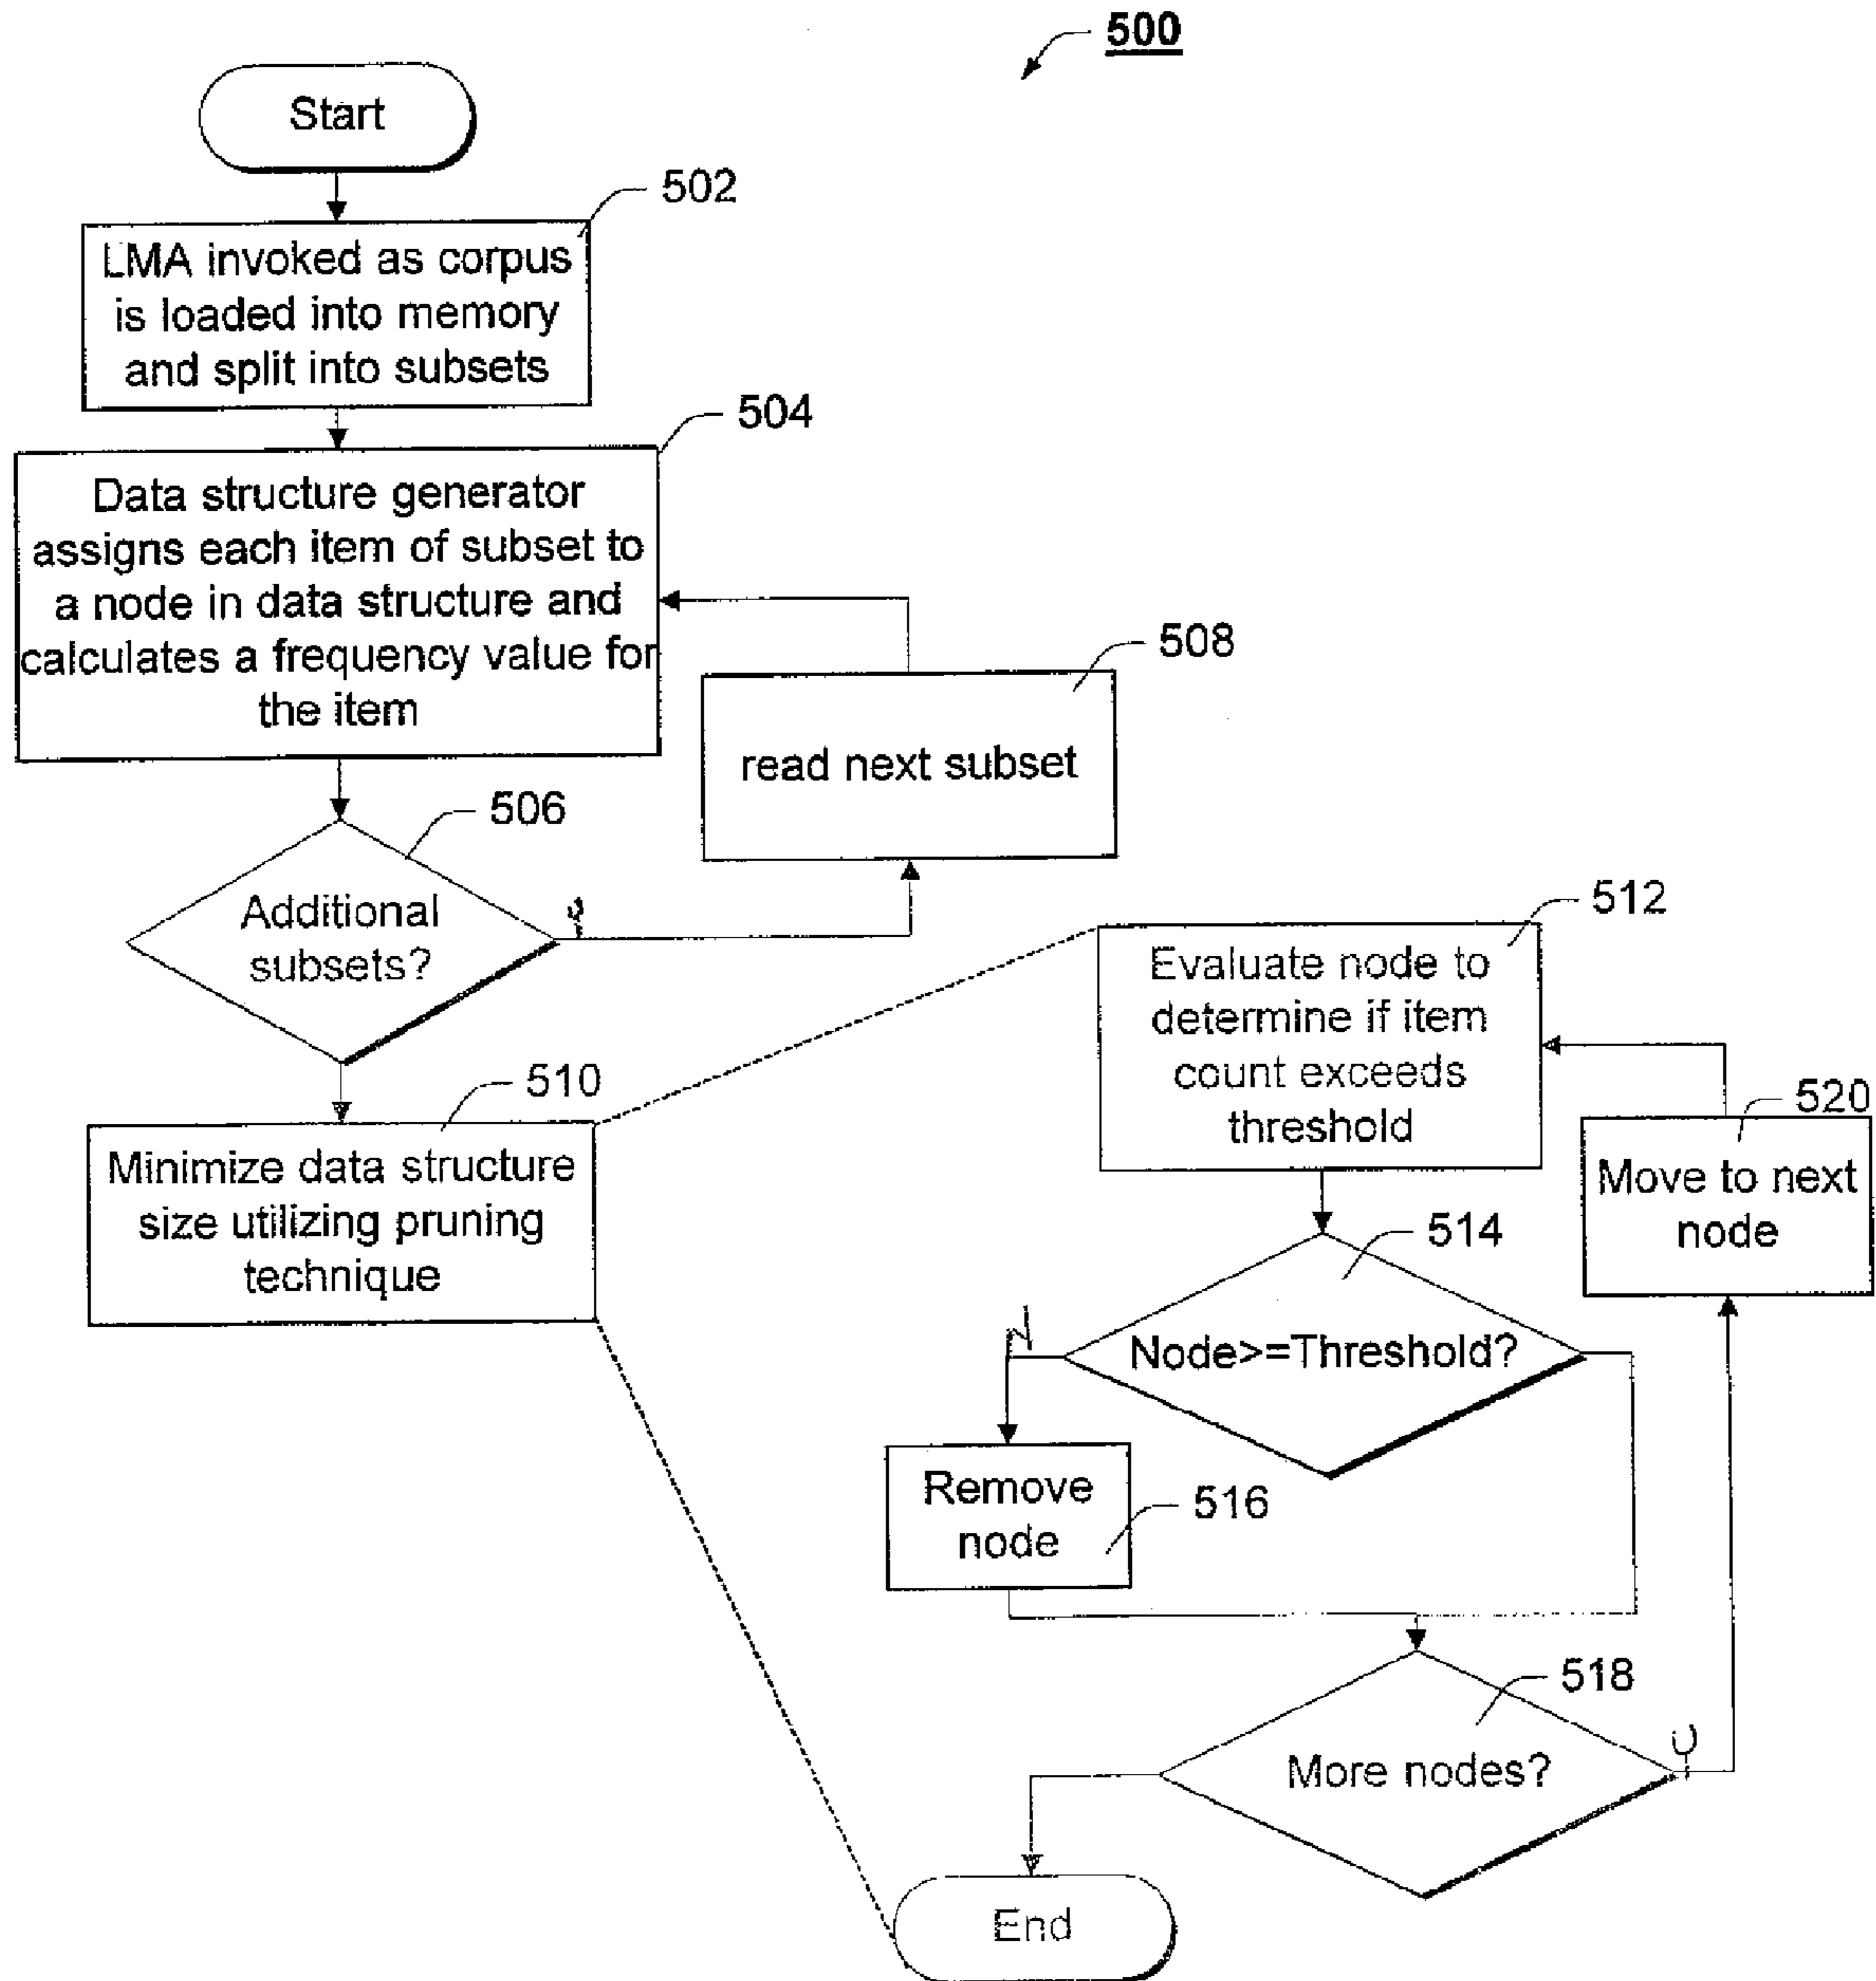 500
Start
502
LMA invoked as corpus
is loaded into memory
and split into subsets
504
Data structure generator
assigns each item of subset to
a node in data structure and
calculates a frequency value for
the item
508
read next subset
506
Additional
subsets?
y
510
Minimize data structure
size utilizing pruning
technique
512
Evaluate node to
determine if item
count exceeds
threshold
520
Move to next
node
514
Node>=Threshold?
N
Remove
node
516
518
More nodes?
y
End